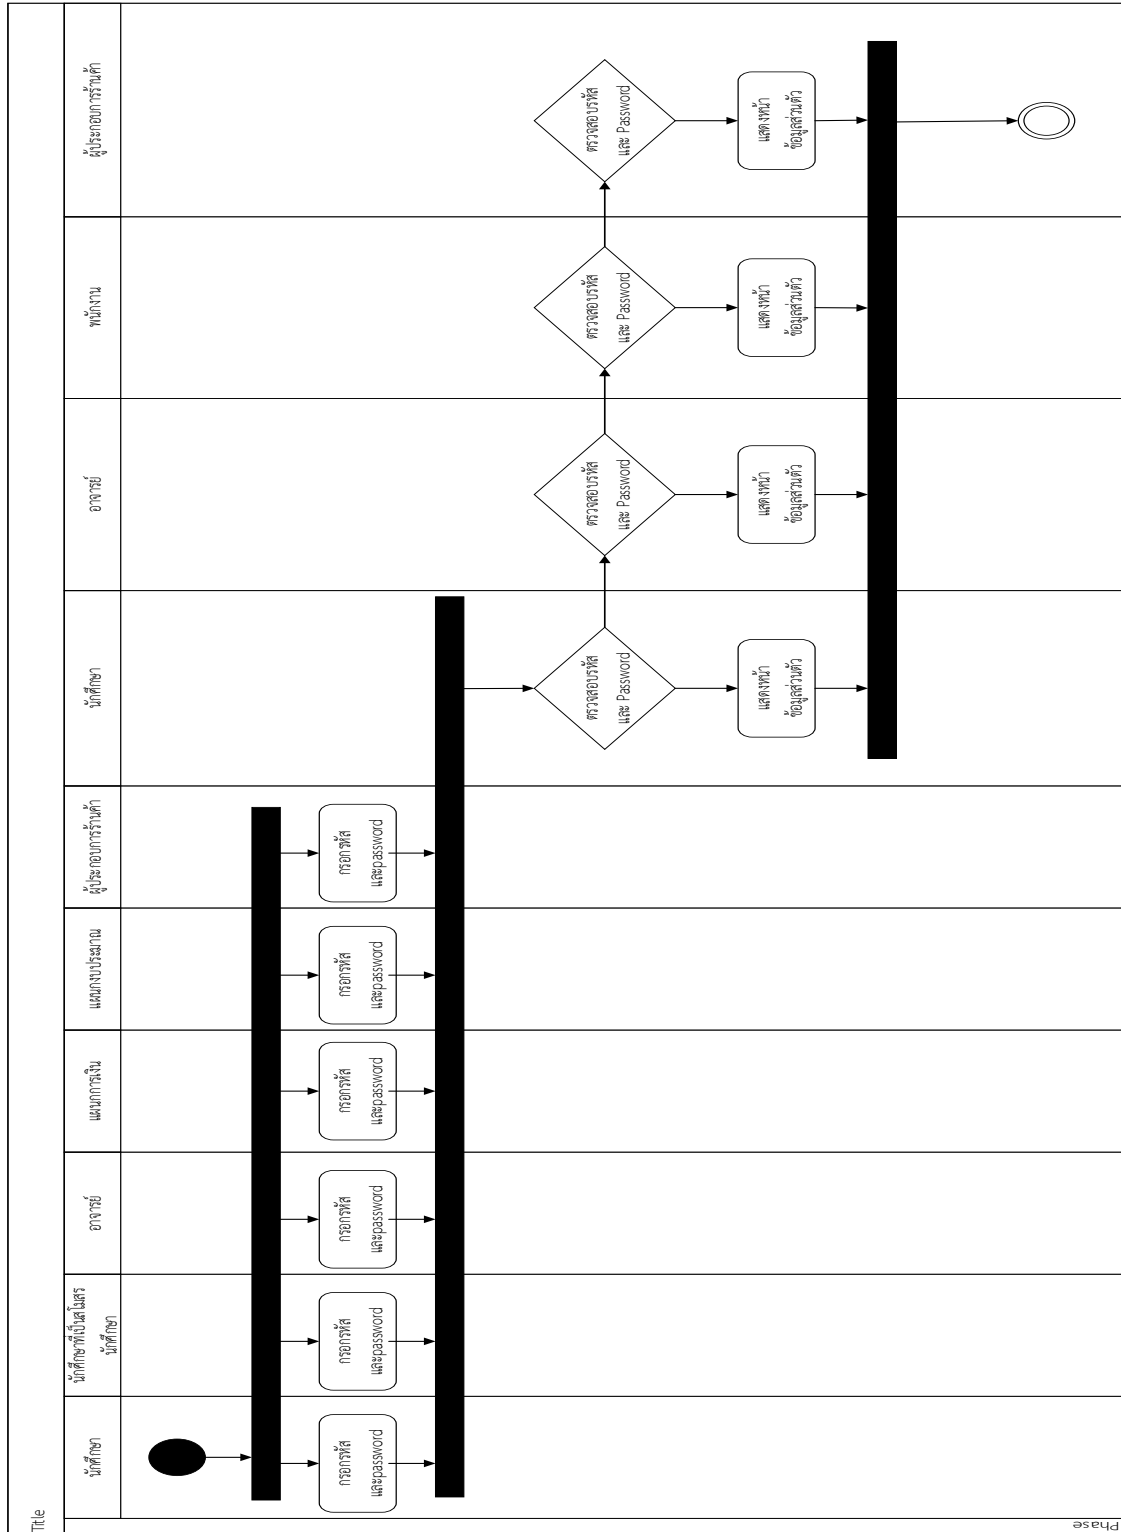 Title
นักศึกษา
นักศึกษาที่เป็นสโมสร
นักศึกษา
อาจารย์
แผนกการเงิน
แผนกงบประมาณ
ผู้ประกอบการร้านค้า
นักศึกษา
อาจารย์
พนักงาน
ผู้ประกอบการร้านค้า
กรอกรหัส
และpassword
กรอกรหัส
และpassword
กรอกรหัส
และpassword
กรอกรหัส
และpassword
กรอกรหัส
และpassword
กรอกรหัส
และpassword
ตรวจสอบรหัส
และ Password
ตรวจสอบรหัส
และ Password
ตรวจสอบรหัส
และ Password
ตรวจสอบรหัส
และ Password
แสดงหน้า
ข้อมูลส่วนตัว
แสดงหน้า
ข้อมูลส่วนตัว
แสดงหน้า
ข้อมูลส่วนตัว
แสดงหน้า
ข้อมูลส่วนตัว
Phase